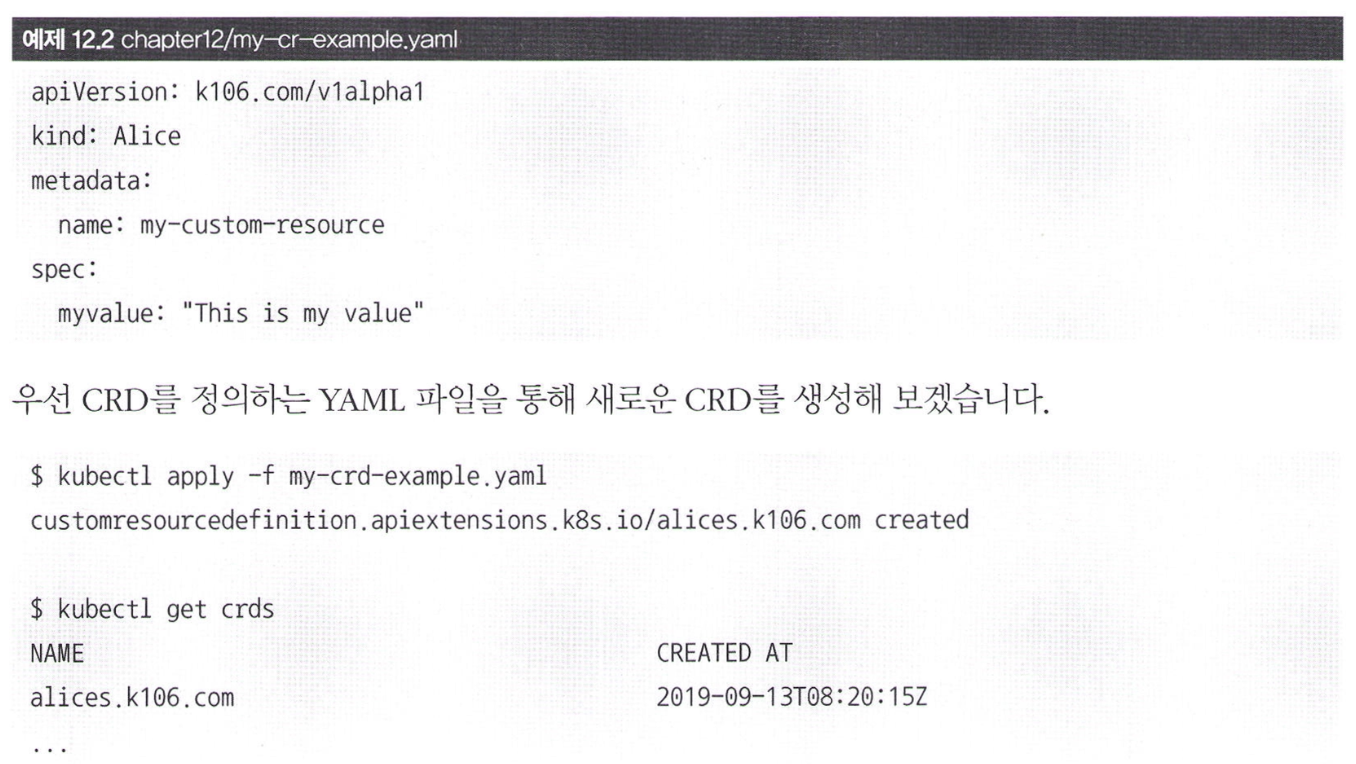 예제 12.2 chapter12/my-cr-example.yaml
apiVersion: k106.com/v1alpha1
kind: Alice
metadata:
  name: my-custom-resource
spec:
  myvalue: "This is my value"
우선 CRD를 정의하는 YAML 파일을 통해 새로운 CRD를 생성해 보겠습니다.
$ kubectl apply -f my-crd-example.yaml
customresourcedefinition.apiextensions.k8s.io/alices.k106.com created
$ kubectl get crds
NAME CREATED AT
alices.k106.com 2019-09-13T08:20:15Z
...